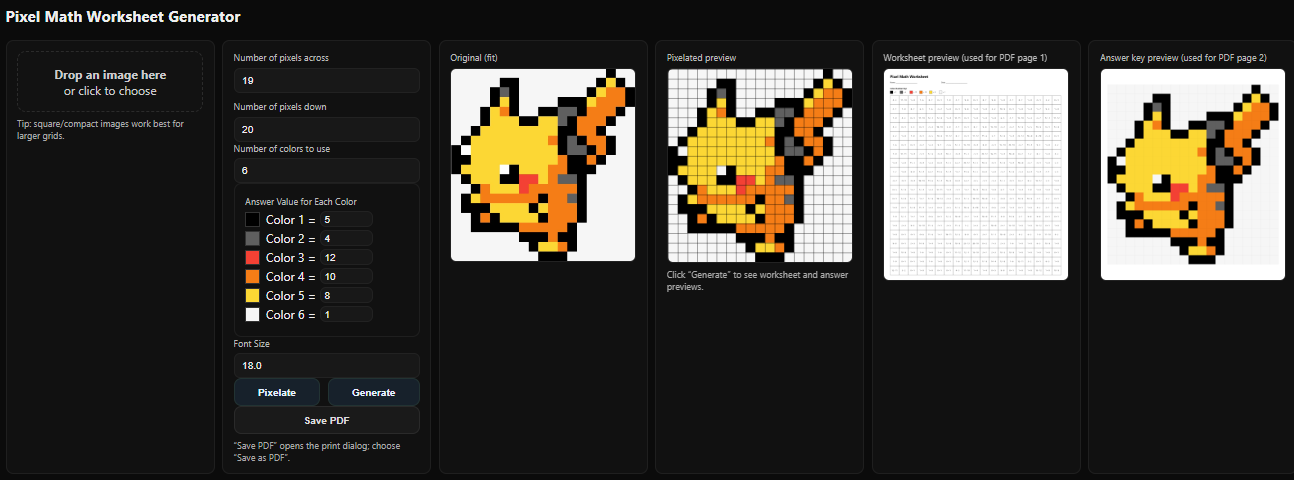 Pixel Math Worksheet Generator
Drop an image here
or click to choose
Tip: square/compact images work best for
larger grids.
Number of pixels across
19
Number of pixels down
20
Number of colors to use
6
Answer Value for Each Color
Color 1 = 5
Color 2 = 4
Color 3 = 12
Color 4 = 10
Color 5 = 8
Color 6 = 1
Font Size
18.0
Pixelate
Generate
Save PDF
"Save PDF" opens the print dialog; choose
"Save as PDF".
Original (fit)
Pixelated preview
Click "Generate" to see worksheet and answer
previews.
Worksheet preview (used for PDF page 1)
Pixel Math Worksheet
Answer key preview (used for PDF page 2)